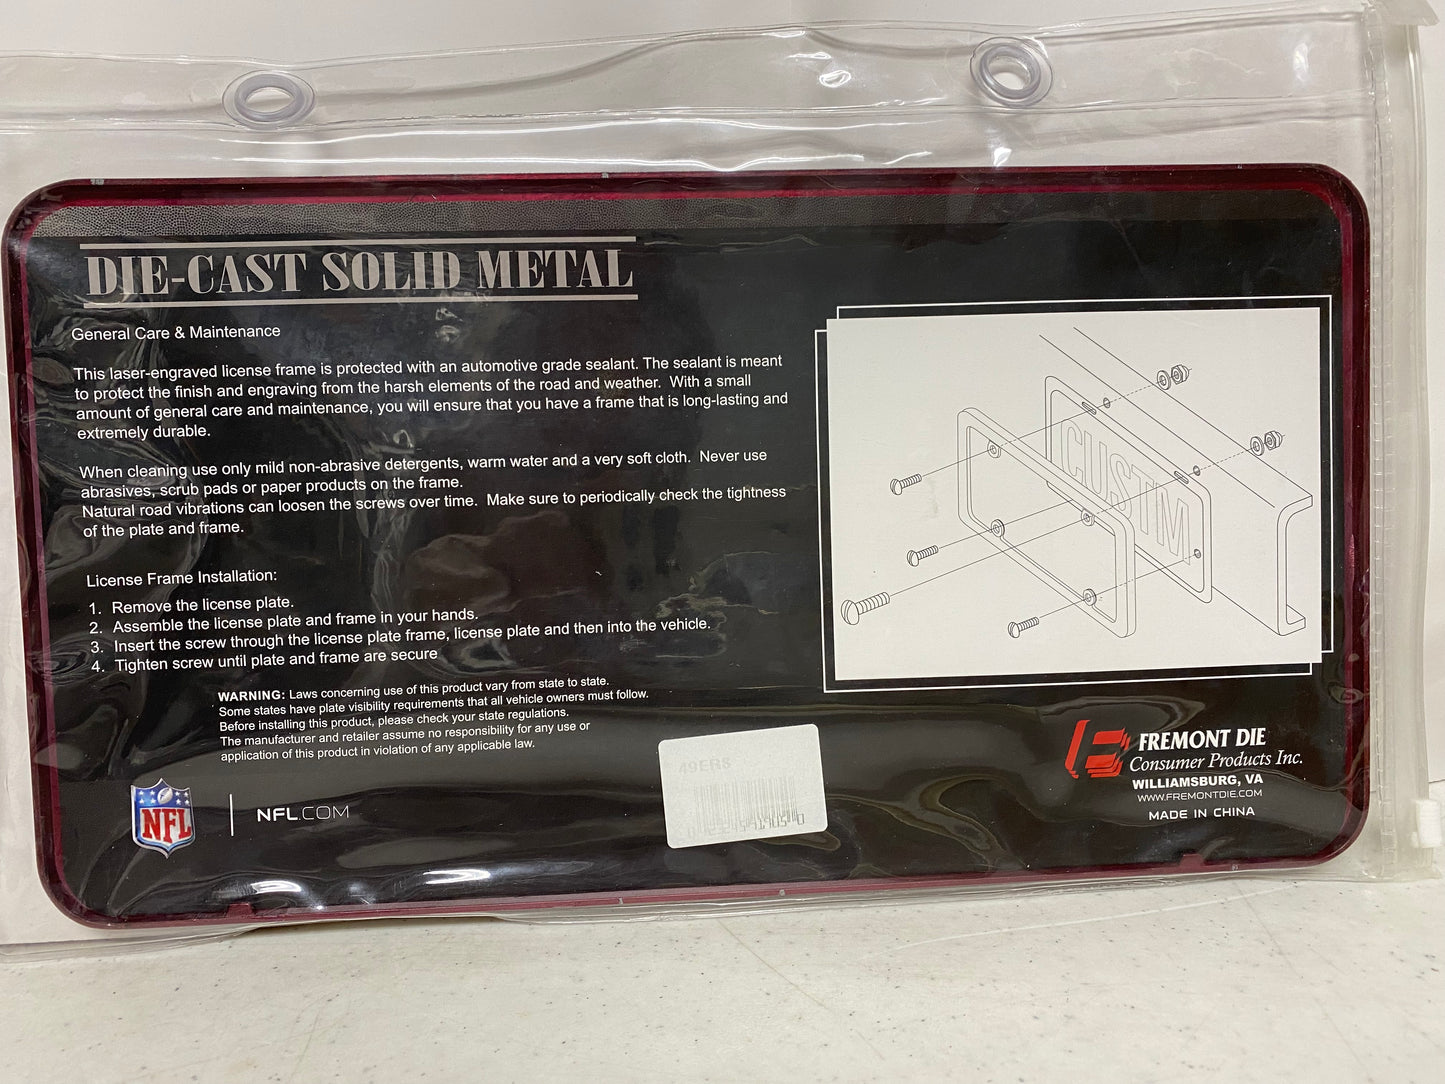 DIE-CAST SOLID METAL
General Care & Maintenance
This laser-engraved license frame is protected with an automotive grade sealant. The sealant is meant
to protect the finish and engraving from the harsh elements of the road and weather. With a small
amount of general care and maintenance, you will ensure that you have a frame that is long-lasting and
extremely durable.
When cleaning use only mild non-abrasive detergents, warm water and a very soft cloth. Never use
abrasives, scrub pads or paper products on the frame.
Natural road vibrations can loosen the screws over time. Make sure to periodically check the tightness
of the plate and frame.
License Frame Installation:
1. Remove the license plate.
2. Assemble the license plate and frame in your hands.
3. Insert the screw through the license plate frame, license plate and then into the vehicle.
4. Tighten screw until plate and frame are secure
WARNING: Laws concerning use of this product vary from state to state.
Some states have plate visibility requirements that all vehicle owners must follow.
Before installing this product, please check your state regulations.
The manufacturer and retailer assume no responsibility for any use or
application of this product in violation of any applicable law.
NFL
NFL.COM
49ERS
CUSTM
FREMONT DIE
Consumer Products Inc.
WILLIAMSBURG, VA
WWW.FREMONTDIE.COM
MADE IN CHINA